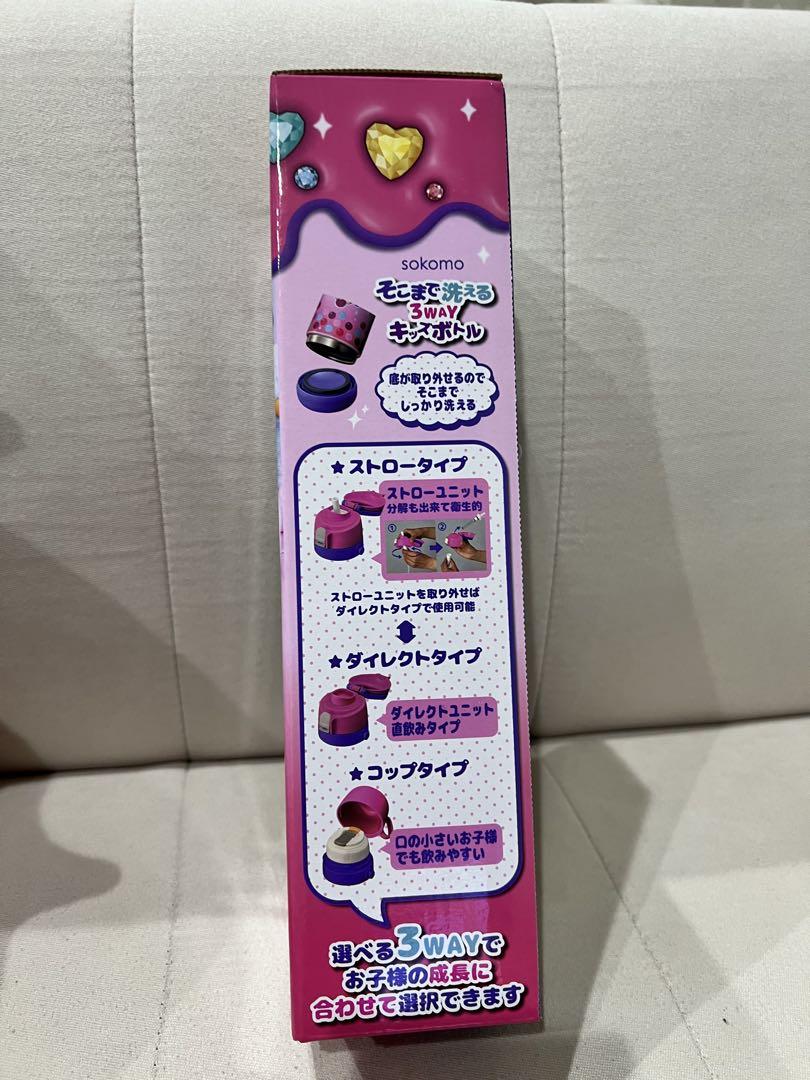 sokomo
そこまで洗える
3WAY
キッズボトル
底が取り外せるので
そこまで
しっかり洗える
★ストロータイプ
ストローユニット
分解も出来て衛生的
① ②
ストローユニットを取り外せば
ダイレクトタイプで使用可能
★ダイレクトタイプ
ダイレクトユニット
直飲みタイプ
★コップタイプ
口の小さいお子様
でも飲みやすい
選べる3WAYで
お子様の成長に
合わせて選択できます